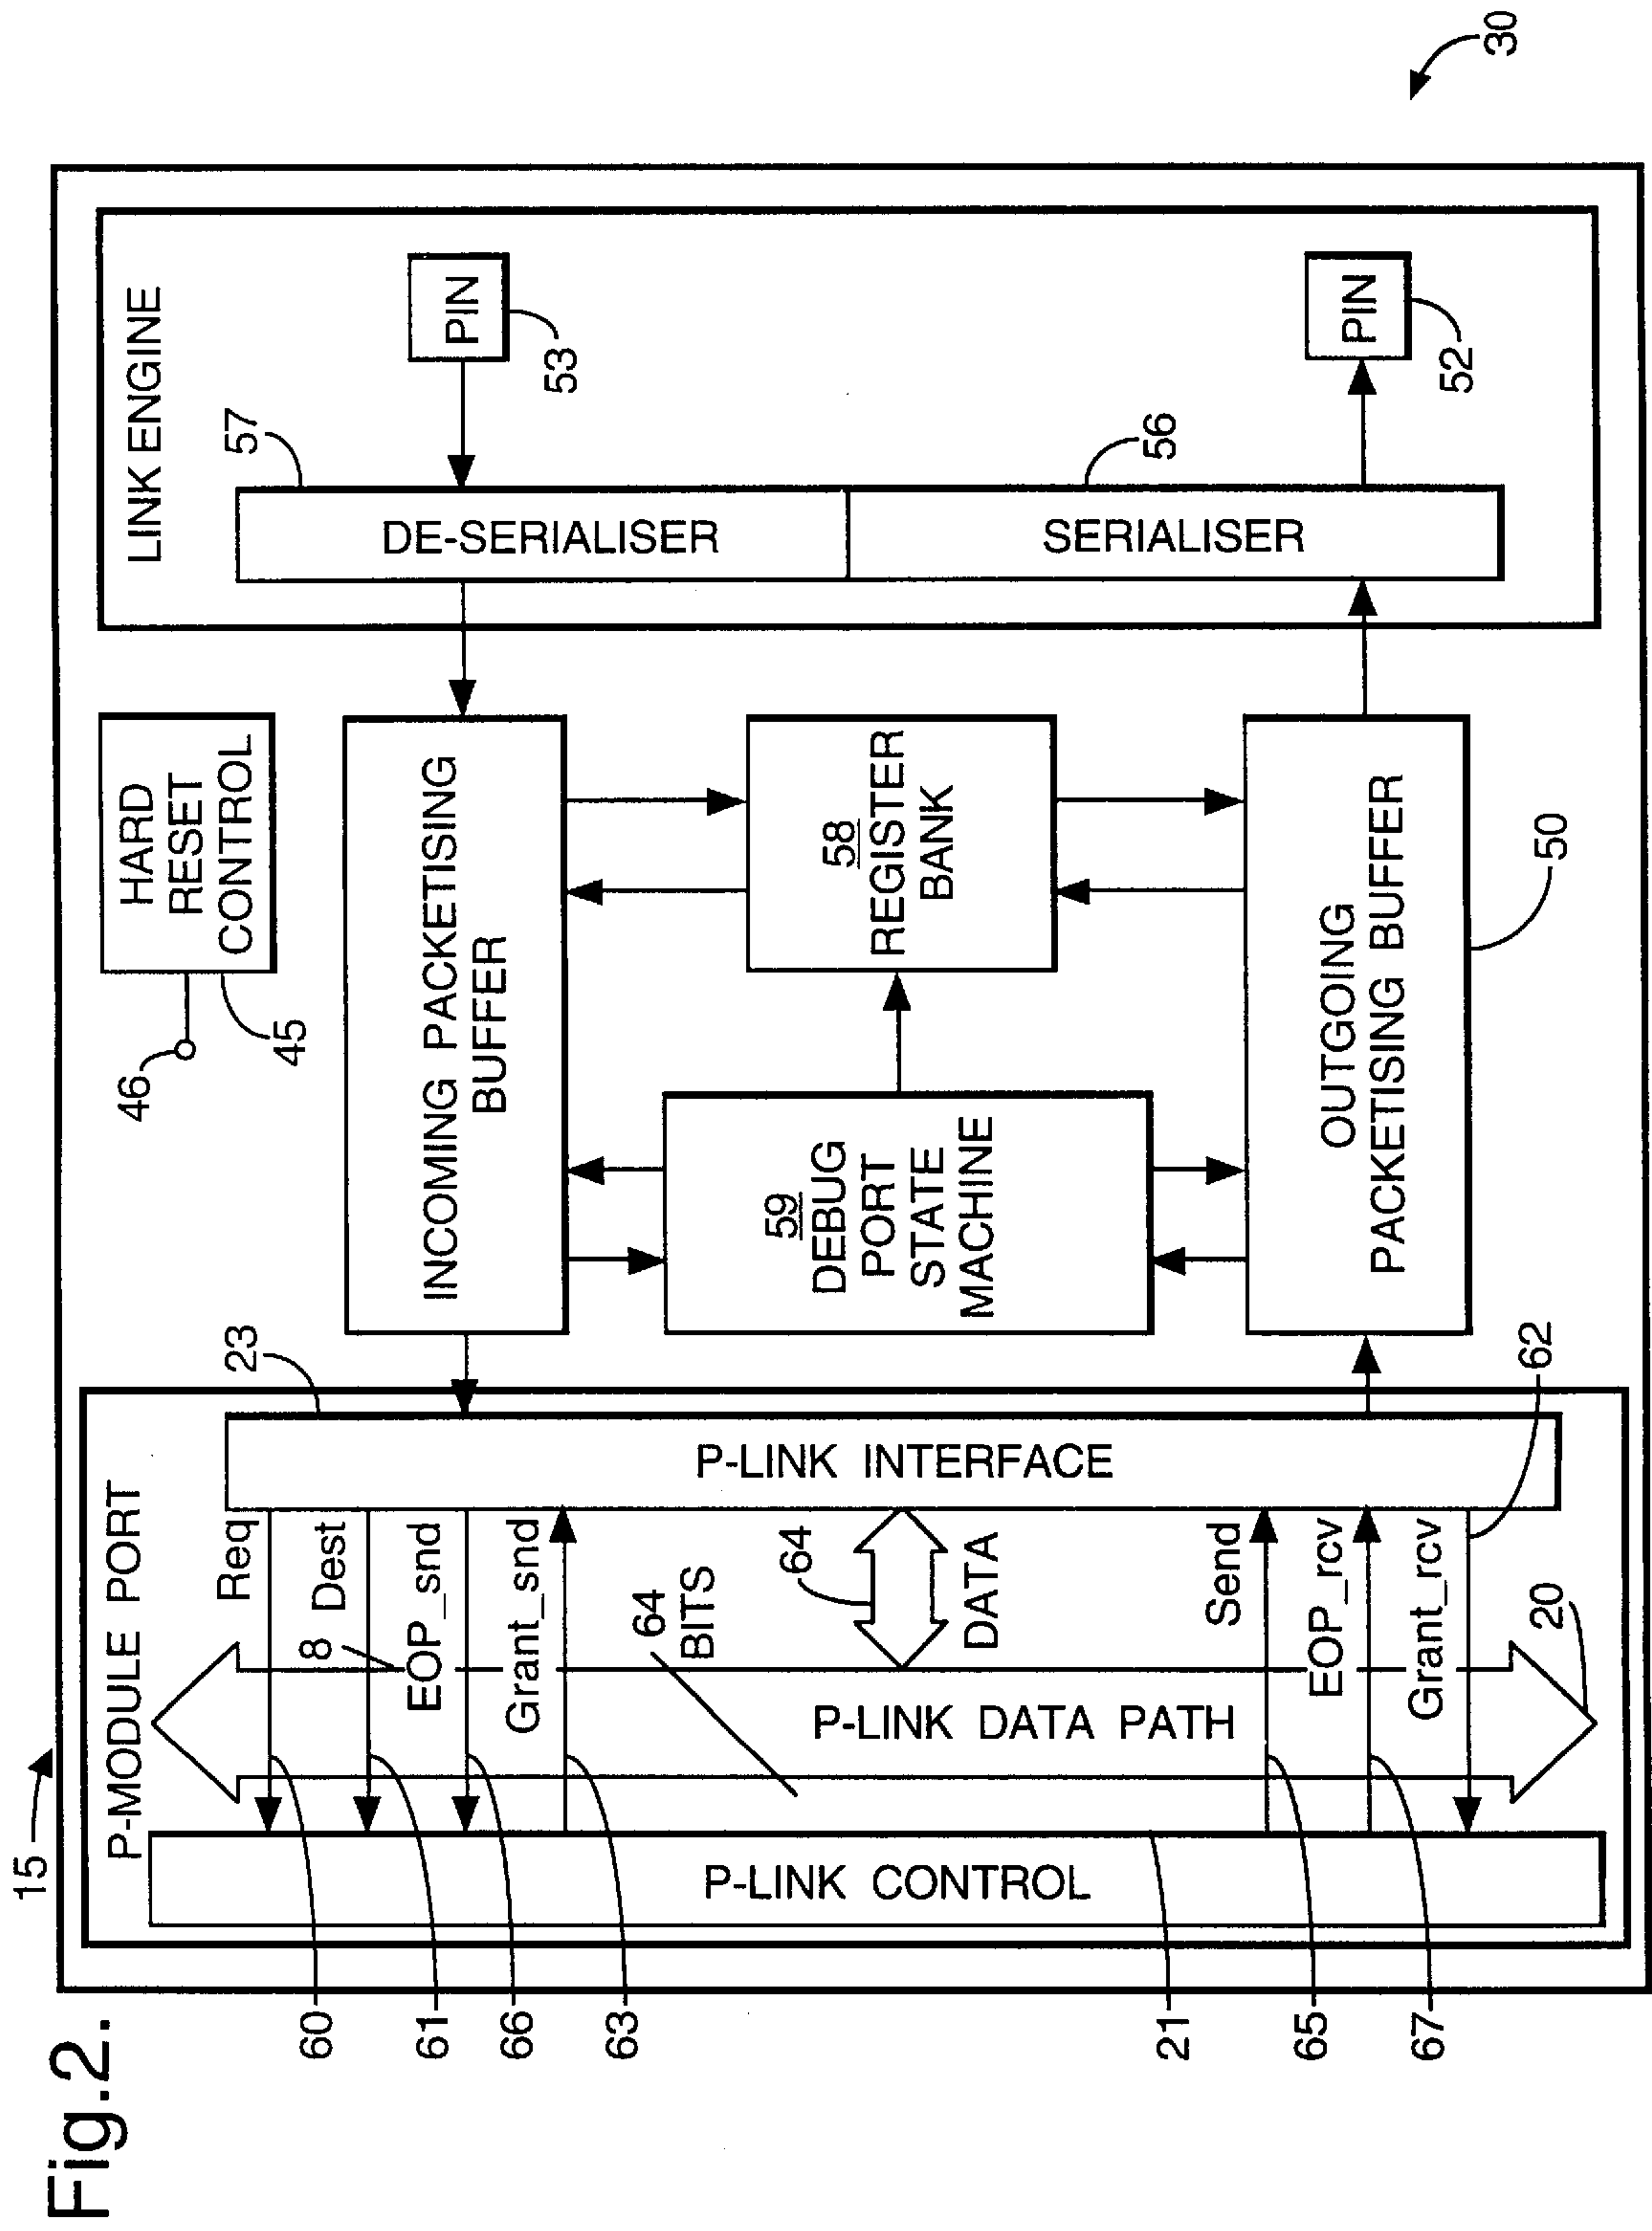 Fig.2.
15
30
P-MODULE PORT
LINK ENGINE
HARD
RESET
CONTROL
46
45
23
57
Req
Dest
8
EOP_snd
Grant_snd
60
61
66
63
INCOMING PACKETISING
BUFFER
PIN
53
DE-SERIALISER
P-LINK CONTROL
64
BITS
P-LINK DATA PATH
64
DATA
P-LINK INTERFACE
59
DEBUG
PORT
STATE
MACHINE
58
REGISTER
BANK
SERIALISER
56
21
65
67
Send
EOP_rcv
Grant_rcv
20
62
OUTGOING
PACKETISING BUFFER
50
PIN
52